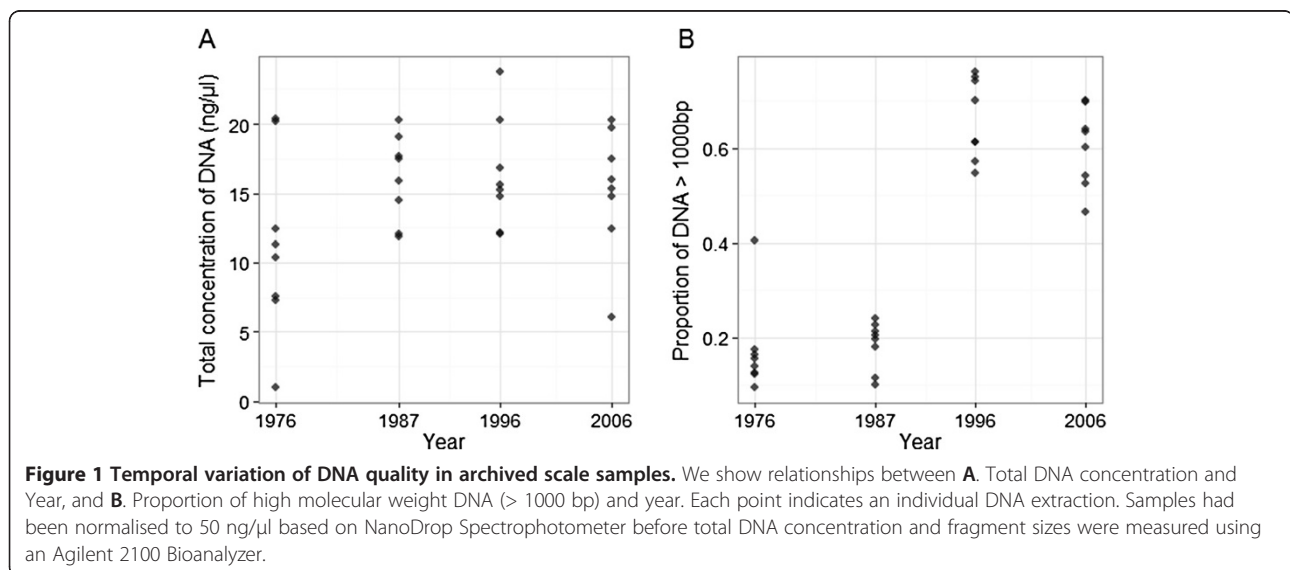 A
Total concentration of DNA (ng/µl)
20
15
10
5
0
1976
1987
1996
2006
Year
B
Proportion of DNA > 1000bp
0.6
0.4
0.2
1976
1987
1996
2006
Year
Figure 1 Temporal variation of DNA quality in archived scale samples. We show relationships between A. Total DNA concentration and
Year, and B. Proportion of high molecular weight DNA (> 1000 bp) and year. Each point indicates an individual DNA extraction. Samples had
been normalised to 50 ng/µl based on NanoDrop Spectrophotometer before total DNA concentration and fragment sizes were measured using
an Agilent 2100 Bioanalyzer.